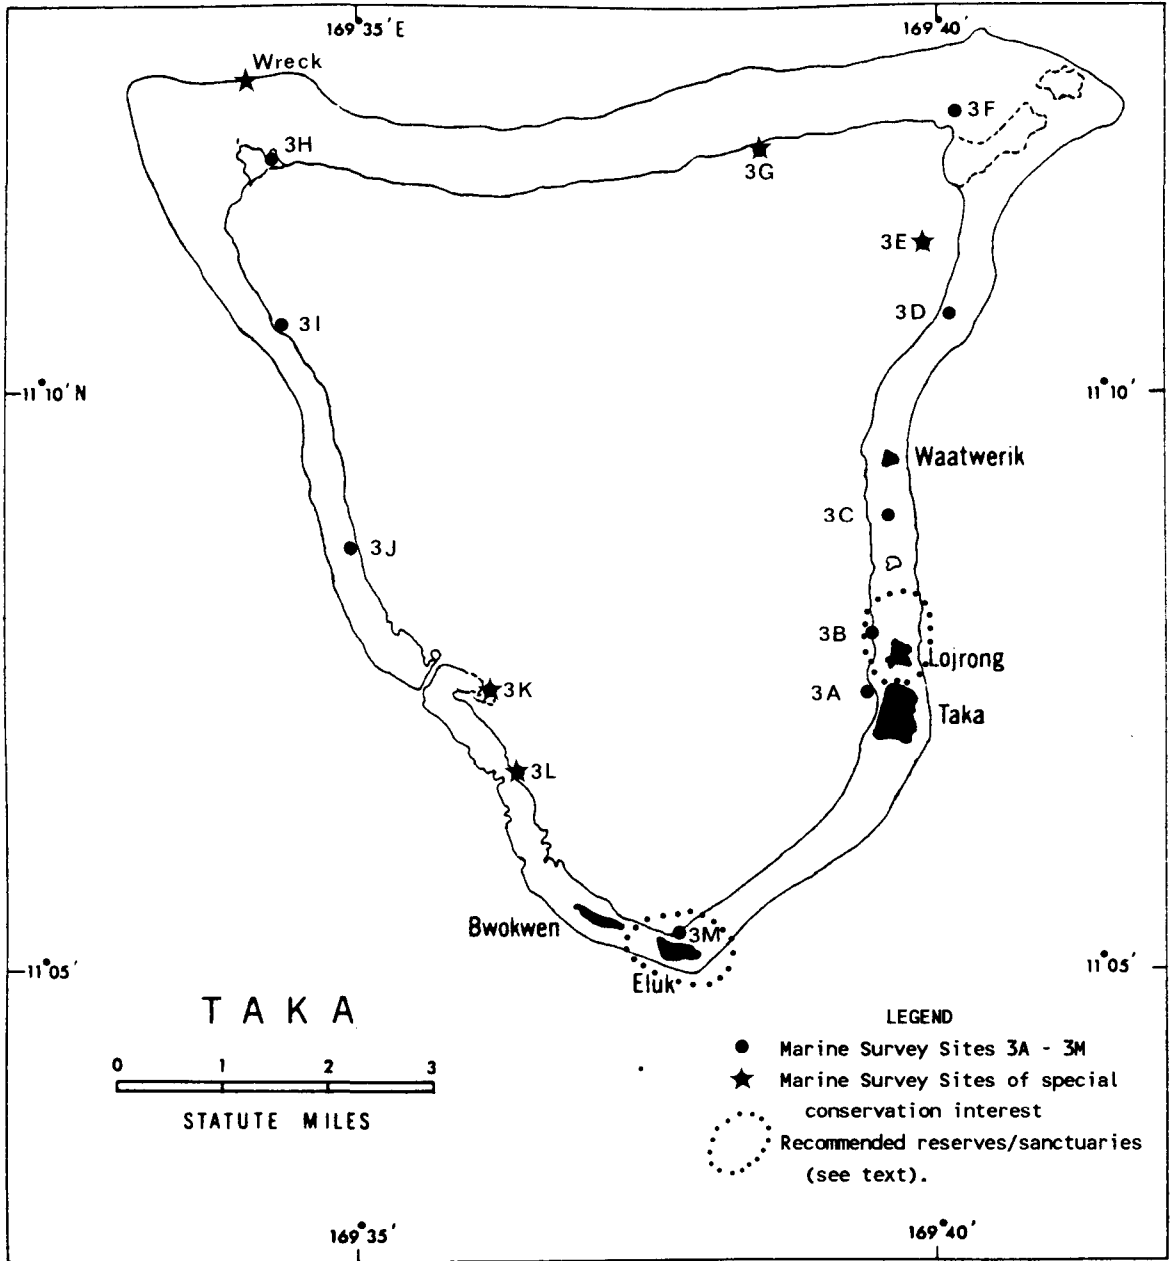 169°35'E
169°40'
Wreck
3F
3H
3G
3E
3D
3I
11°10'N
11°10'
Waatwerik
3C
3J
3B
Lojrong
3K
3A
Taka
3L
Bwokwen
3M
Eluk
11°05'
11°05'
TAKA
0 1 2 3
STATUTE MILES
LEGEND
Marine Survey Sites 3A - 3M
Marine Survey Sites of special
conservation interest
Recommended reserves/sanctuaries
(see text).
169°35'
169°40'